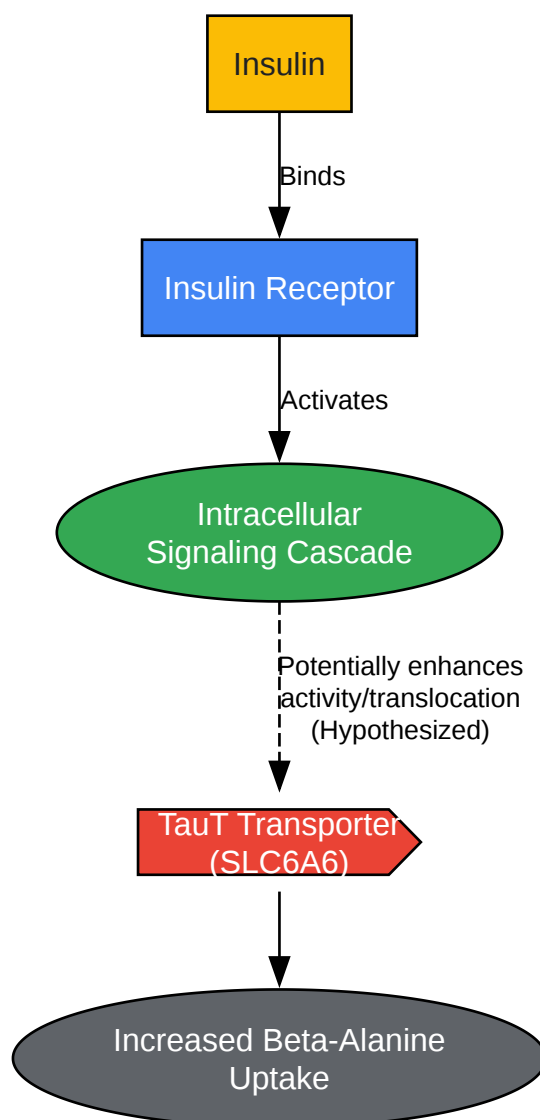 Insulin
Binds
Insulin Receptor
Activates
Intracellular
Signaling Cascade
Potentially enhances
activity/translocation
(Hypothesized)
TauT Transporter
(SLC6A6)
Increased Beta-Alanine
Uptake